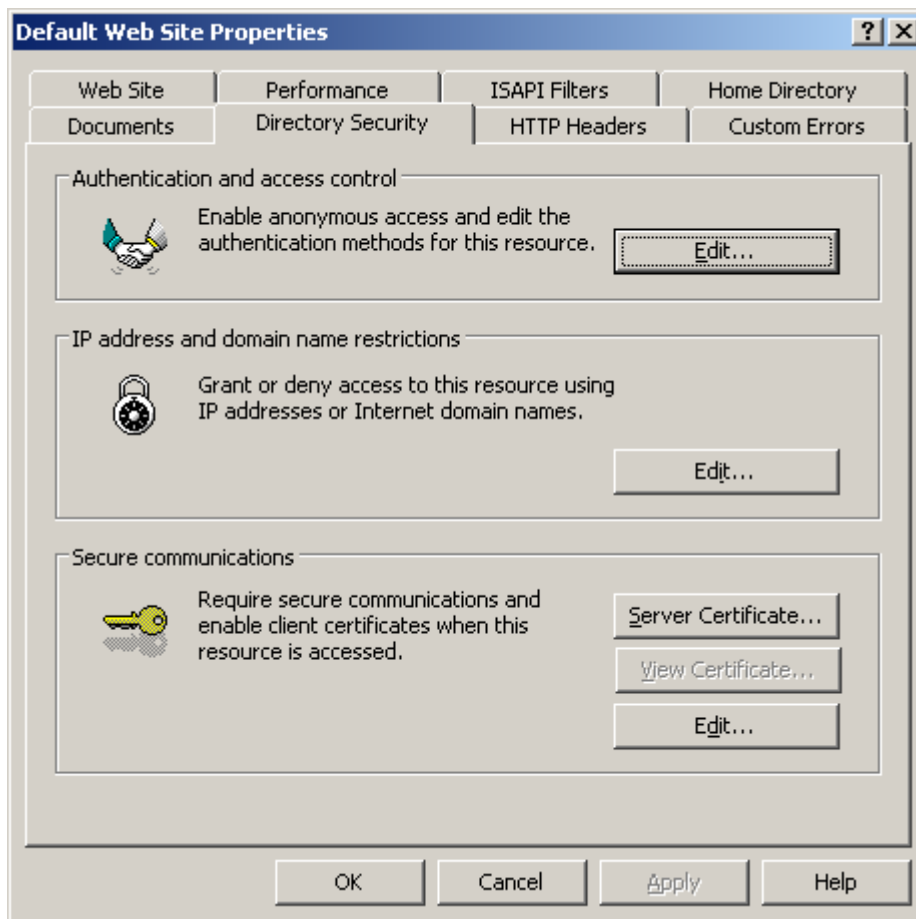 Default Web Site Properties
Web Site
Performance
ISAPI Filters
Home Directory
Documents
Directory Security
HTTP Headers
Custom Errors
Authentication and access control
Enable anonymous access and edit the
authentication methods for this resource.
Edit...
IP address and domain name restrictions
Grant or deny access to this resource using
IP addresses or Internet domain names.
Edit...
Secure communications
Require secure communications and
enable client certificates when this
resource is accessed.
Server Certificate...
View Certificate...
Edit...
OK
Cancel
Apply
Help